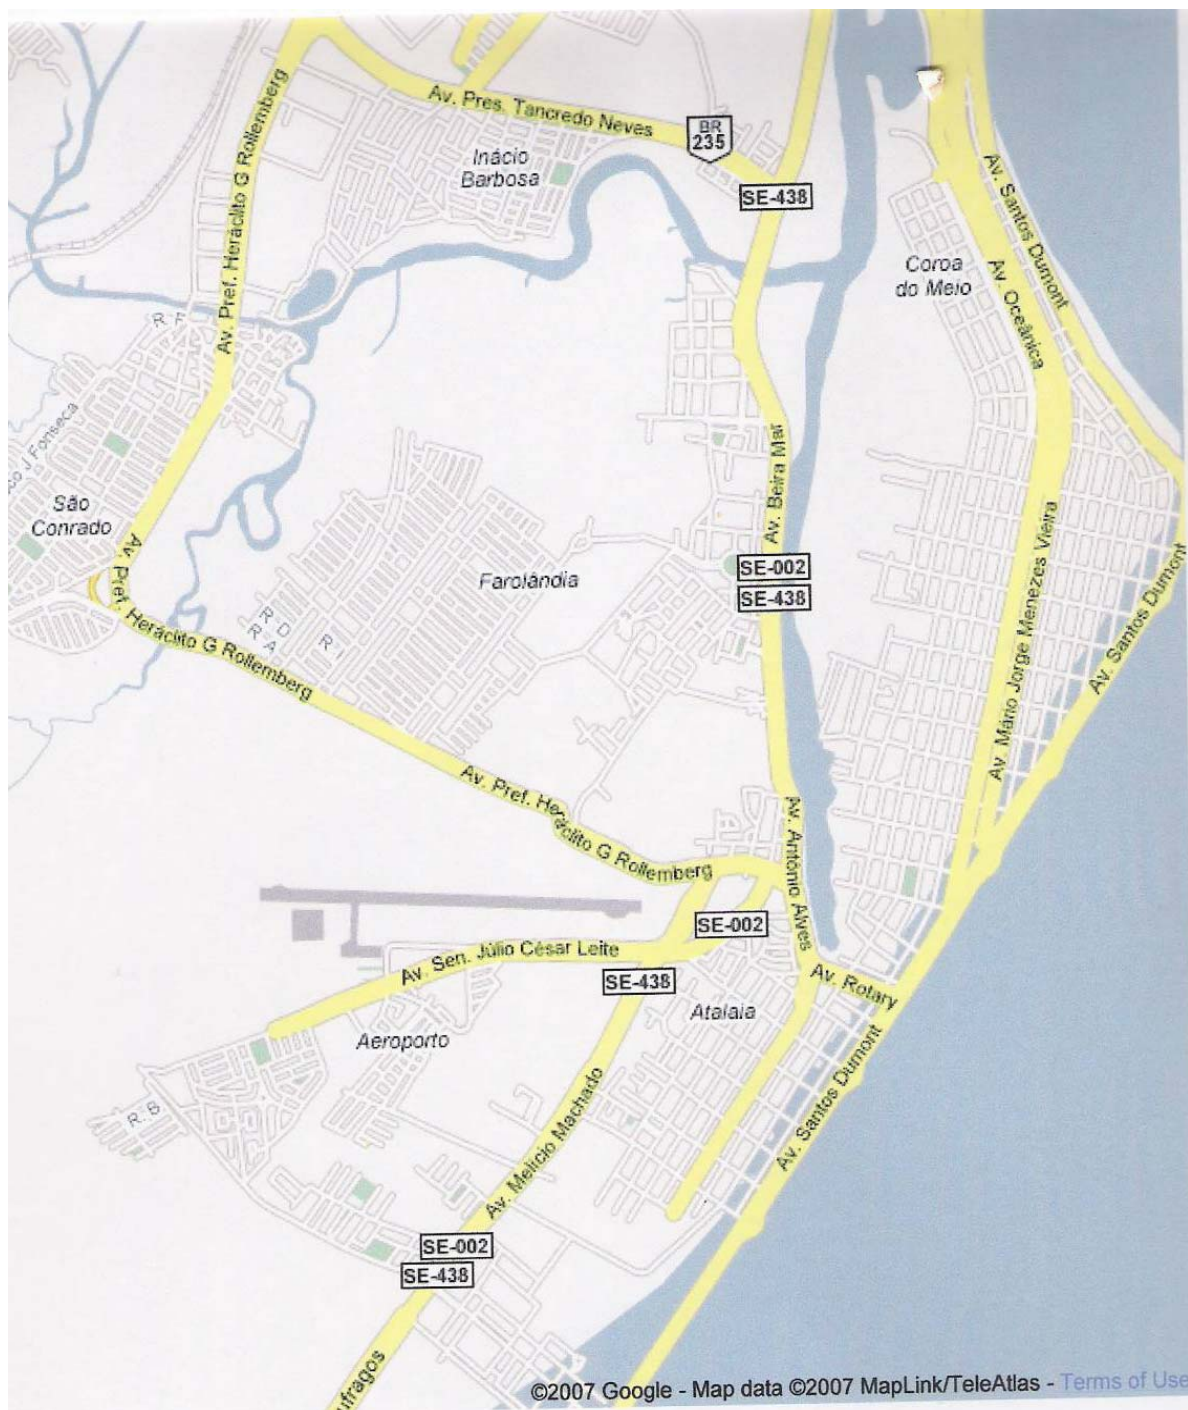 Av. Pref. Heráclito G Rollemberg
Av. Pres. Tancredo Neves
BR
235
SE-438
Inácio
Barbosa
Av. Santos Dumont
Coroa
do Meio
Av. Oceânica
R F
J Fonseca
São
Conrado
Av. Beira Mar
SE-002
SE-438
Farolândia
Av. Mário Jorge Menezes Vieira
Av. Santos Dumont
Av. Pref. Heráclito G Rollemberg
R D
R A
R I
Av. Pref. Heráclito G Rollemberg
Av. Antônio Alves
SE-002
Av. Sen. Júlio César Leite
SE-438
Av. Rotary
Atalaia
Aeroporto
Av. Santos Dumont
R. B
Av. Melício Machado
SE-002
SE-438
ufragos
©2007 Google - Map data ©2007 MapLink/TeleAtlas - Terms of Use